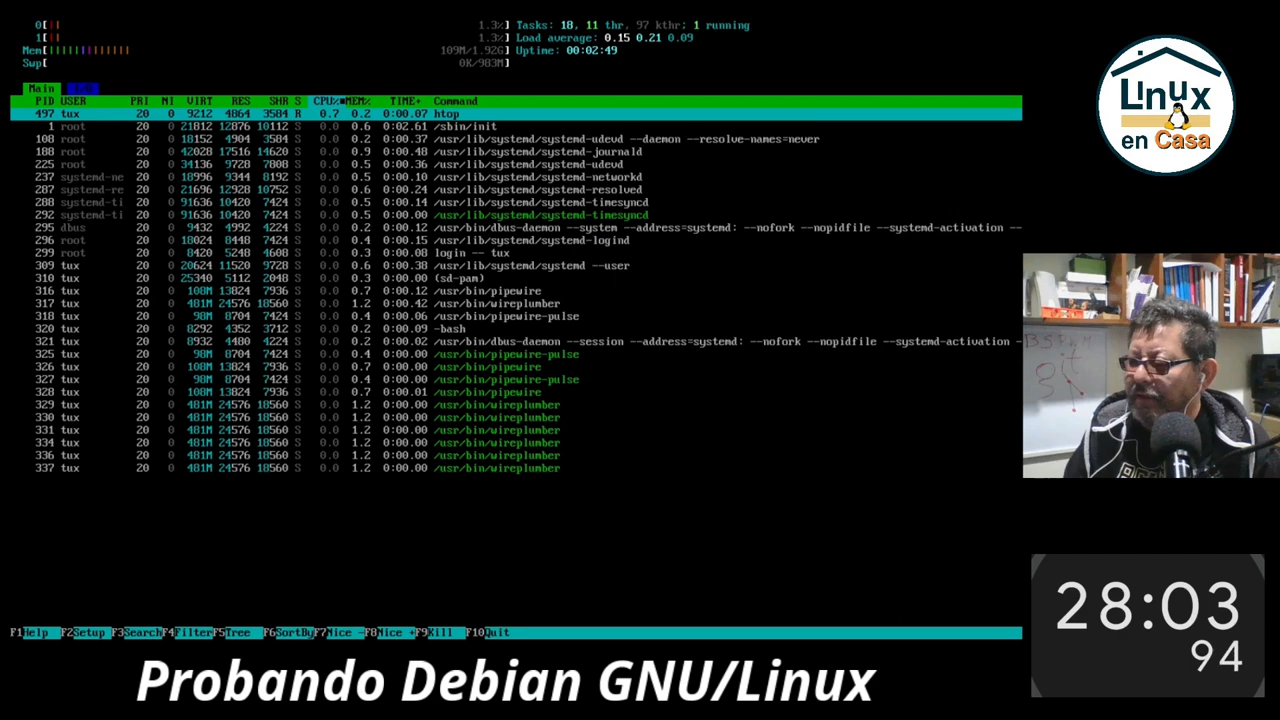 0[|| 1.3%] Tasks: 18, 11 thr, 97 kthr: 1 running
1[|| 1.3%] Load average: 0.15 0.21 0.09
Mem[||||||||||||||| 109M/1.92G] Uptime: 00:02:49
Swp[ 0K/983M]
Main I/O
PID USER PRI NI VIRT RES SHR S CPU% MEM% TIME+ Command
497 tux 20 0 9212 4864 3584 R 0.7 0.2 0:00.07 htop
1 root 20 0 21812 12876 10112 S 0.0 0.6 0:02.61 /sbin/init
108 root 20 0 18152 4904 3584 S 0.0 0.2 0:00.37 /usr/lib/systemd/systemd-udevd --daemon --resolve-names=never
188 root 20 0 42028 17516 14620 S 0.0 0.9 0:00.48 /usr/lib/systemd/systemd-journald
225 root 20 0 34136 9728 7808 S 0.0 0.5 0:00.36 /usr/lib/systemd/systemd-udevd
237 systemd-ne 20 0 18996 9344 8192 S 0.0 0.5 0:00.10 /usr/lib/systemd/systemd-networkd
287 systemd-re 20 0 21696 12928 10752 S 0.0 0.6 0:00.24 /usr/lib/systemd/systemd-resolved
288 systemd-ti 20 0 91636 10420 7424 S 0.0 0.5 0:00.14 /usr/lib/systemd/systemd-timesyncd
292 systemd-ti 20 0 91636 10420 7424 S 0.0 0.5 0:00.00 /usr/lib/systemd/systemd-timesyncd
295 dbus 20 0 9432 4992 4224 S 0.0 0.2 0:00.12 /usr/bin/dbus-daemon --system --address=systemd: --nofork --nopidfile --systemd-activation --
296 root 20 0 18024 8448 7424 S 0.0 0.4 0:00.15 /usr/lib/systemd/systemd-logind
299 root 20 0 8420 5248 4608 S 0.0 0.3 0:00.08 login -- tux
309 tux 20 0 20624 11520 9728 S 0.0 0.6 0:00.38 /usr/lib/systemd/systemd --user
310 tux 20 0 25340 5112 2048 S 0.0 0.3 0:00.00 (sd-pam)
316 tux 20 0 108M 13824 7936 S 0.0 0.7 0:00.12 /usr/bin/pipewire
317 tux 20 0 481M 24576 18560 S 0.0 1.2 0:00.42 /usr/bin/wireplumber
318 tux 20 0 98M 8704 7424 S 0.0 0.4 0:00.06 /usr/bin/pipewire-pulse
320 tux 20 0 8292 4352 3712 S 0.0 0.2 0:00.09 -bash
321 tux 20 0 8932 4480 4224 S 0.0 0.2 0:00.02 /usr/bin/dbus-daemon --session --address=systemd: --nofork --nopidfile --systemd-activation -
325 tux 20 0 98M 8704 7424 S 0.0 0.4 0:00.00 /usr/bin/pipewire-pulse
326 tux 20 0 108M 13824 7936 S 0.0 0.7 0:00.00 /usr/bin/pipewire
327 tux 20 0 98M 8704 7424 S 0.0 0.4 0:00.00 /usr/bin/pipewire-pulse
328 tux 20 0 108M 13824 7936 S 0.0 0.7 0:00.01 /usr/bin/pipewire
329 tux 20 0 481M 24576 18560 S 0.0 1.2 0:00.00 /usr/bin/wireplumber
330 tux 20 0 481M 24576 18560 S 0.0 1.2 0:00.00 /usr/bin/wireplumber
331 tux 20 0 481M 24576 18560 S 0.0 1.2 0:00.00 /usr/bin/wireplumber
334 tux 20 0 481M 24576 18560 S 0.0 1.2 0:00.00 /usr/bin/wireplumber
336 tux 20 0 481M 24576 18560 S 0.0 1.2 0:00.00 /usr/bin/wireplumber
337 tux 20 0 481M 24576 18560 S 0.0 1.2 0:00.00 /usr/bin/wireplumber
F1Help F2Setup F3Search F4Filter F5Tree F6SortBy F7Nice - F8Nice + F9Kill F10Quit
Linux
en Casa
git
28:03
94
Probando Debian GNU/Linux